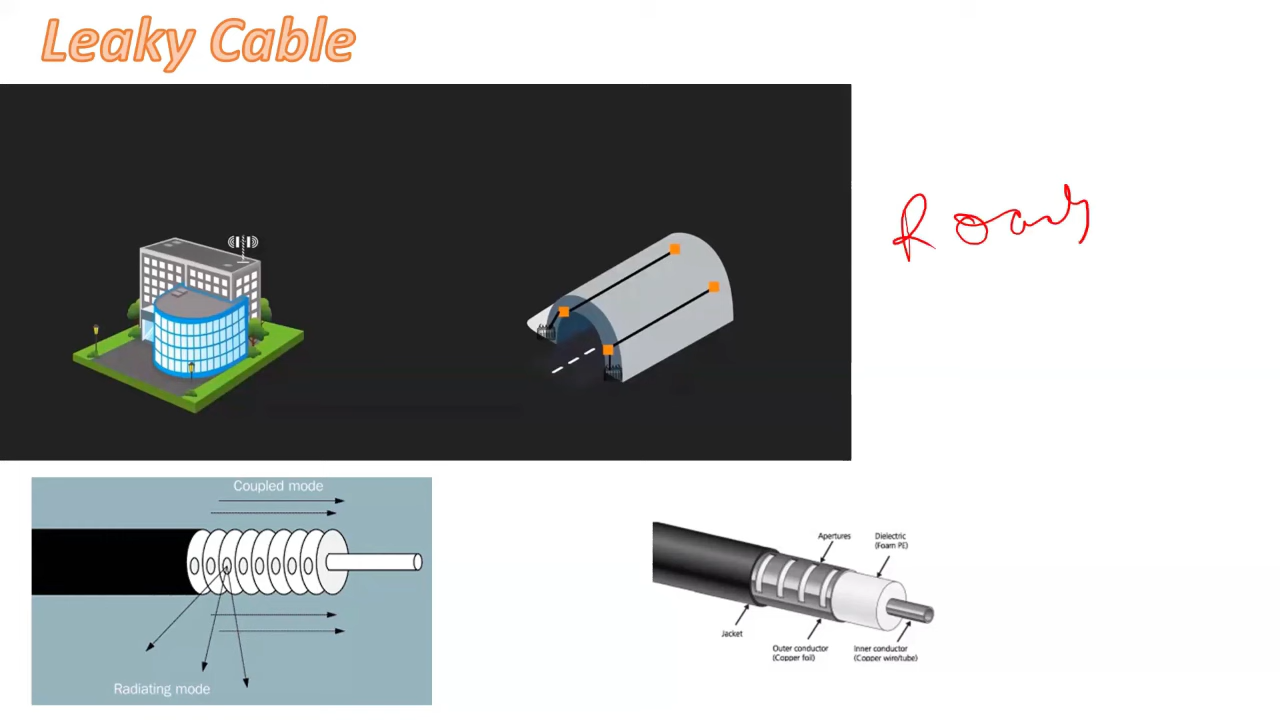 Leaky Cable
Roads
Coupled mode
Radiating mode
Apertures
Dielectric
(Foam PE)
Jacket
Outer conductor
(Copper foil)
Inner conductor
(Copper wire/tube)